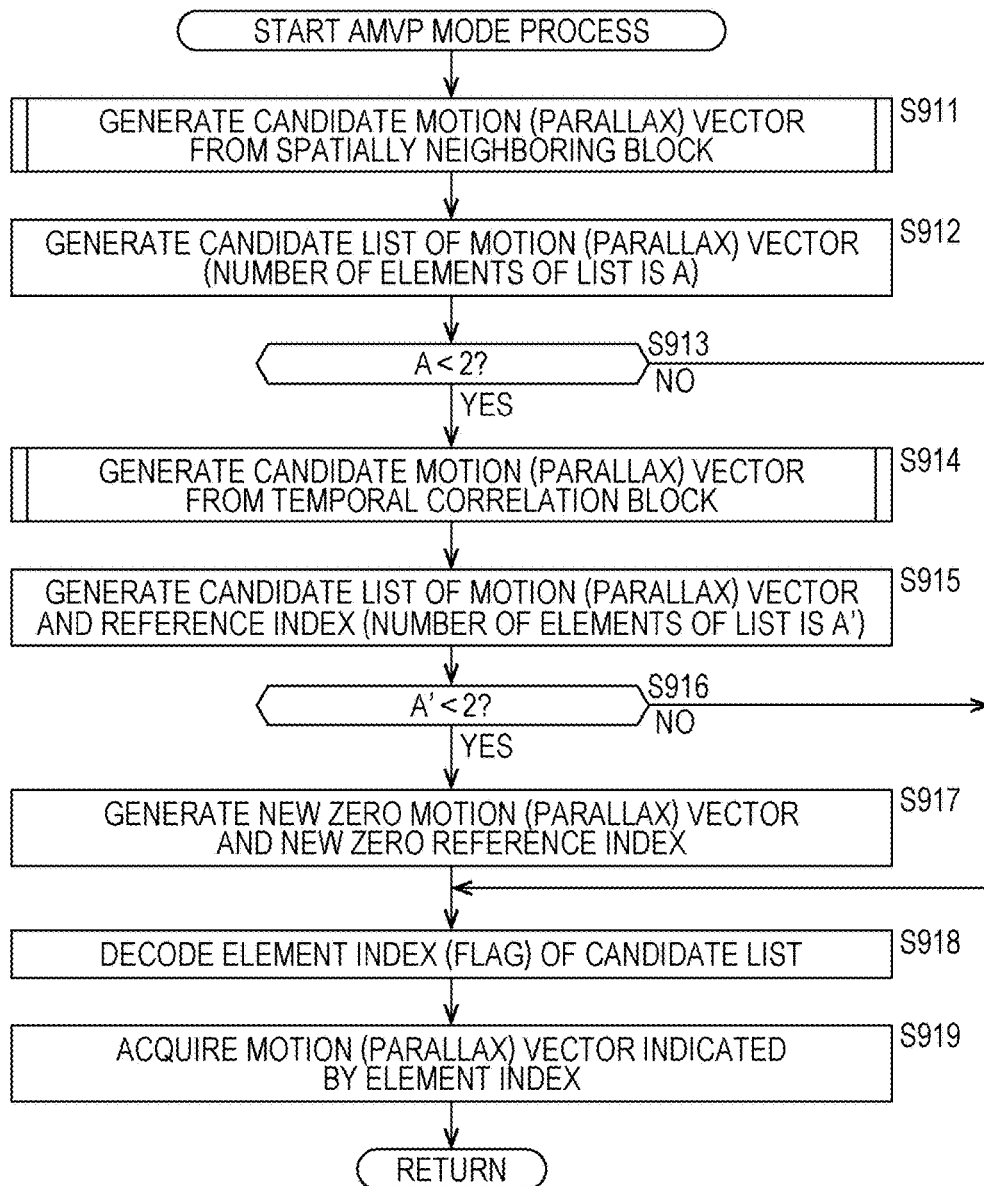 START AMVP MODE PROCESS
S911
GENERATE CANDIDATE MOTION (PARALLAX) VECTOR
FROM SPATIALLY NEIGHBORING BLOCK
S912
GENERATE CANDIDATE LIST OF MOTION (PARALLAX) VECTOR
(NUMBER OF ELEMENTS OF LIST IS A)
S913
A < 2?
NO
YES
S914
GENERATE CANDIDATE MOTION (PARALLAX) VECTOR
FROM TEMPORAL CORRELATION BLOCK
S915
GENERATE CANDIDATE LIST OF MOTION (PARALLAX) VECTOR
AND REFERENCE INDEX (NUMBER OF ELEMENTS OF LIST IS A')
S916
A' < 2?
NO
YES
S917
GENERATE NEW ZERO MOTION (PARALLAX) VECTOR
AND NEW ZERO REFERENCE INDEX
S918
DECODE ELEMENT INDEX (FLAG) OF CANDIDATE LIST
S919
ACQUIRE MOTION (PARALLAX) VECTOR INDICATED
BY ELEMENT INDEX
RETURN